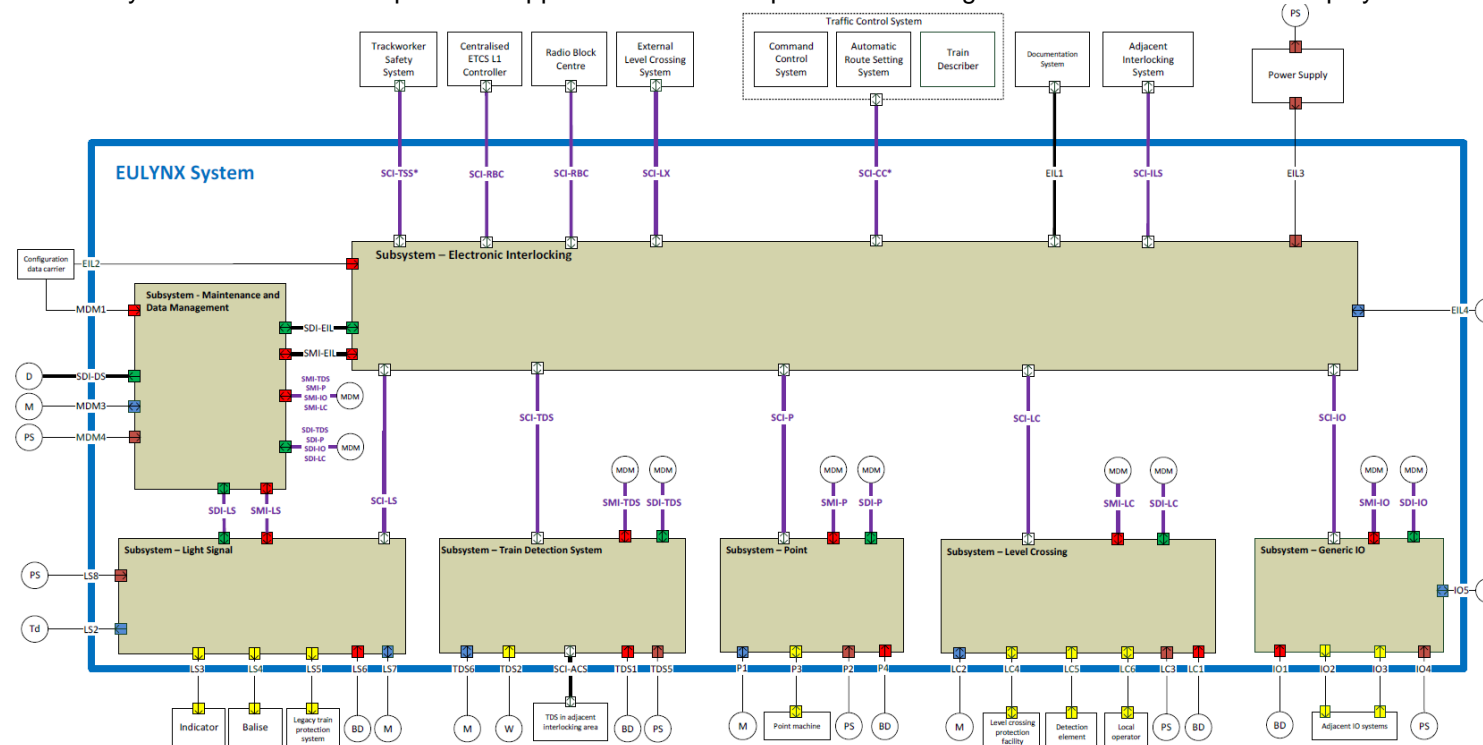 PS
Traffic Control System
Trackworker
Safety
System
Centralised
ETCS L1
Controller
Radio Block
Centre
External
Level Crossing
System
Command
Control
System
Automatic
Route Setting
System
Train
Describer
Documentation
System
Adjacent
Interlocking
System
Power Supply
EULYNX System
SCI-TSS*
SCI-RBC
SCI-RBC
SCI-LX
SCI-CC*
EIL1
SCI-ILS
EIL3
Subsystem – Electronic Interlocking
Configuration
data carrier
EIL2
Subsystem - Maintenance and
Data Management
MDM1
EIL4
SDI-EIL
SMI-EIL
D
SDI-DS
SMI-TDS
SMI-P
SMI-IO
SMI-LC
MDM
M
MDM3
PS
MDM4
SDI-TDS
SDI-P
SDI-IO
SDI-LC
MDM
SCI-TDS
SCI-P
SCI-LC
SCI-IO
MDM
MDM
MDM
MDM
MDM
MDM
MDM
MDM
SCI-LS
SDI-LS
SMI-LS
SMI-TDS
SDI-TDS
SMI-P
SDI-P
SMI-LC
SDI-LC
SMI-IO
SDI-IO
Subsystem – Light Signal
Subsystem – Train Detection System
Subsystem – Point
Subsystem – Level Crossing
Subsystem – Generic IO
PS
LS8
IO5
Td
LS2
LS3
LS4
LS5
LS6
LS7
TDS6
TDS2
SCI-ACS
TDS1
TDS5
P1
P3
P2
P4
LC2
LC4
LC5
LC6
LC3
LC1
IO1
IO2
IO3
IO4
Indicator
Balise
Legacy train
protection
system
BD
M
M
W
TDS in adjacent
interlocking area
BD
PS
M
Point machine
PS
BD
M
Level crossing
protection
facility
Detection
element
Local
operator
PS
BD
BD
Adjacent IO systems
PS